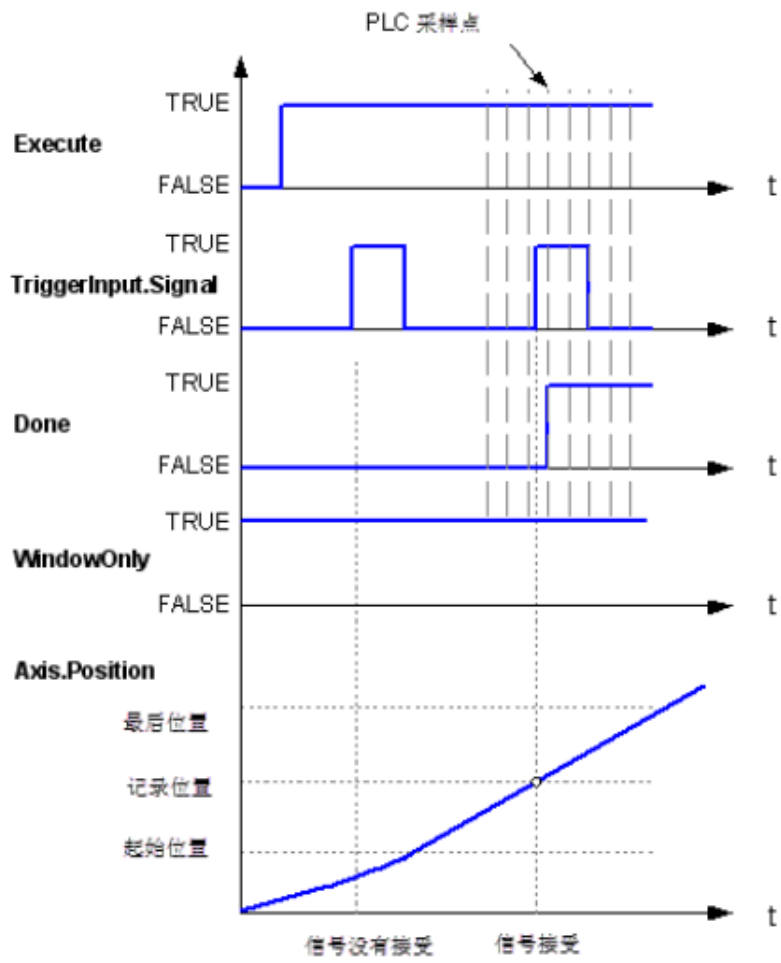 PLC 采样点
TRUE
Execute
FALSE
t
TRUE
TriggerInput.Signal
FALSE
t
TRUE
Done
FALSE
t
TRUE
WindowOnly
FALSE
t
Axis.Position
最后位置
记录位置
起始位置
t
信号没有接受 信号接受